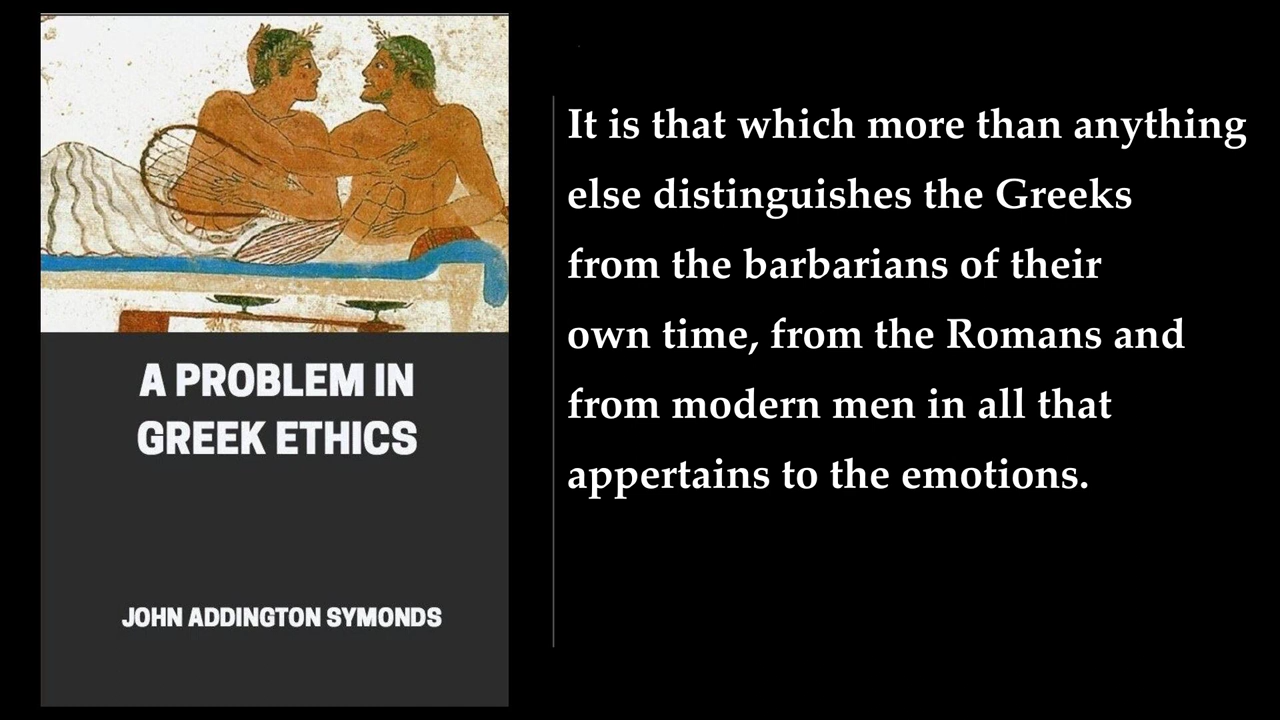 A PROBLEM IN
GREEK ETHICS
JOHN ADDINGTON SYMONDS
It is that which more than anything
else distinguishes the Greeks
from the barbarians of their
own time, from the Romans and
from modern men in all that
appertains to the emotions.